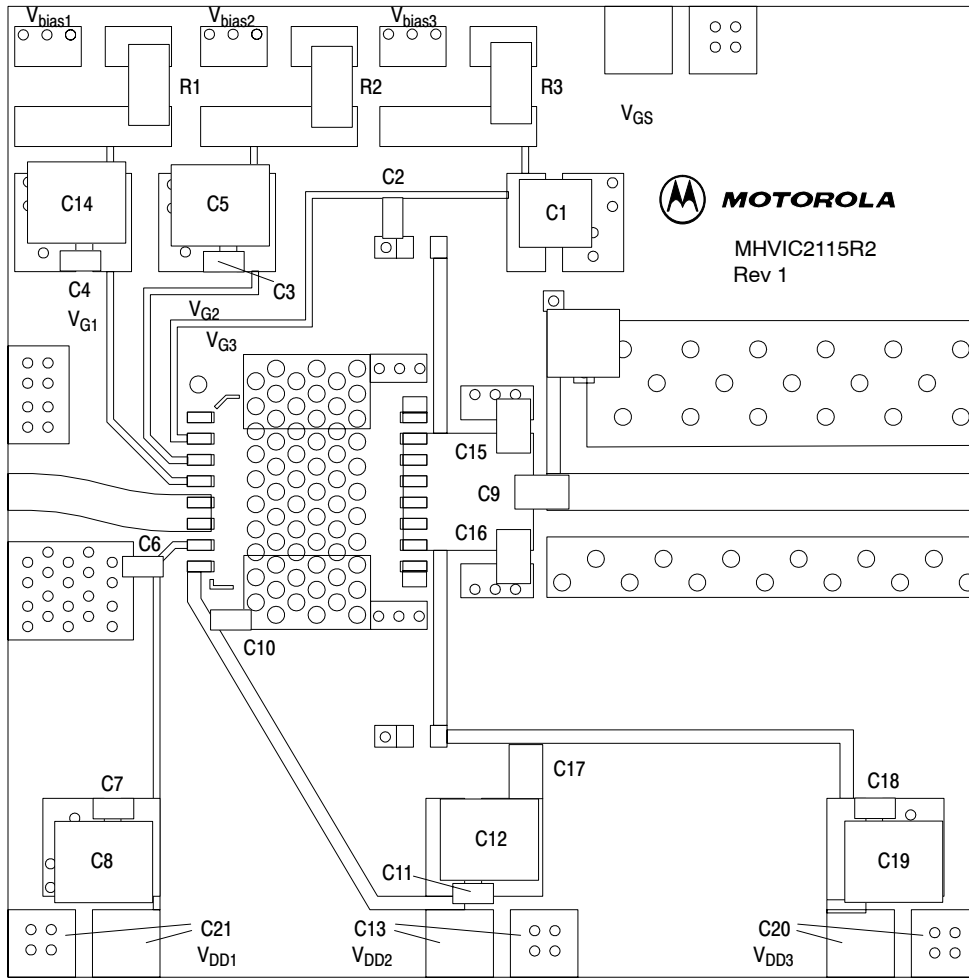 Vbias1
Vbias2
Vbias3
R1
R2
R3
VGS
C14
C5
C2
C1
MOTOROLA
MHVIC2115R2
Rev 1
C4
C3
VG1
VG2
VG3
C15
C9
C16
C6
C10
C17
C7
C18
C8
C12
C19
C11
C21
C13
C20
VDD1
VDD2
VDD3